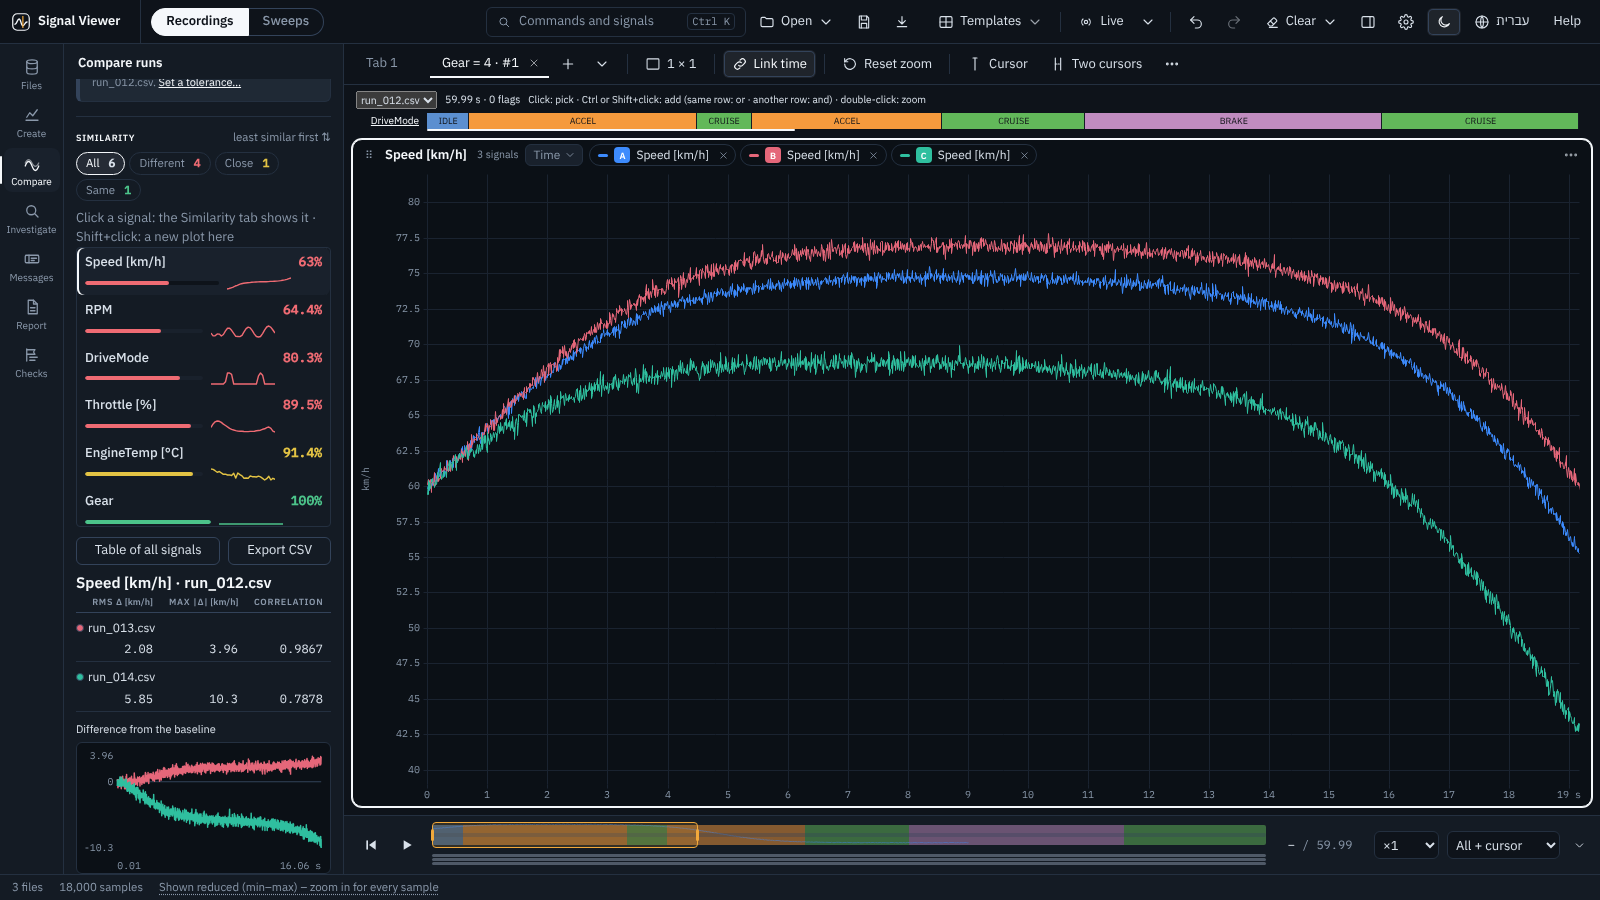 Signal Viewer
Recordings
Sweeps
Commands and signals
Ctrl K
Open
Templates
Live
Clear
עברית
Help
Files
Create
Compare
Investigate
Messages
Report
Checks
Compare runs
run_012.csv. Set a tolerance...
SIMILARITY
least similar first ⇅
All 6
Different 4
Close 1
Same 1
Click a signal: the Similarity tab shows it ·
Shift+click: a new plot here
Speed [km/h] 63%
RPM 64.4%
DriveMode 80.3%
Throttle [%] 89.5%
EngineTemp [°C] 91.4%
Gear 100%
Table of all signals
Export CSV
Speed [km/h] · run_012.csv
RMS Δ [km/h] MAX |Δ| [km/h] CORRELATION
run_013.csv
2.08 3.96 0.9867
run_014.csv
5.85 10.3 0.7878
Difference from the baseline
3.96
0
-10.3
0.01 16.06 s
Tab 1
Gear = 4 · #1 ×
1 × 1
Link time
Reset zoom
Cursor
Two cursors
run_012.csv
59.99 s · 0 flags
Click: pick · Ctrl or Shift+click: add (same row: or · another row: and) · double-click: zoom
DriveMode
IDLE ACCEL CRUISE ACCEL CRUISE BRAKE CRUISE
Speed [km/h]
3 signals
Time
A Speed [km/h] ×
B Speed [km/h] ×
C Speed [km/h] ×
80
77.5
75
72.5
70
67.5
65
62.5
60
57.5
55
52.5
50
47.5
45
42.5
40
km/h
0 1 2 3 4 5 6 7 8 9 10 11 12 13 14 15 16 17 18 19 s
– / 59.99
×1
All + cursor
3 files
18,000 samples
Shown reduced (min–max) – zoom in for every sample